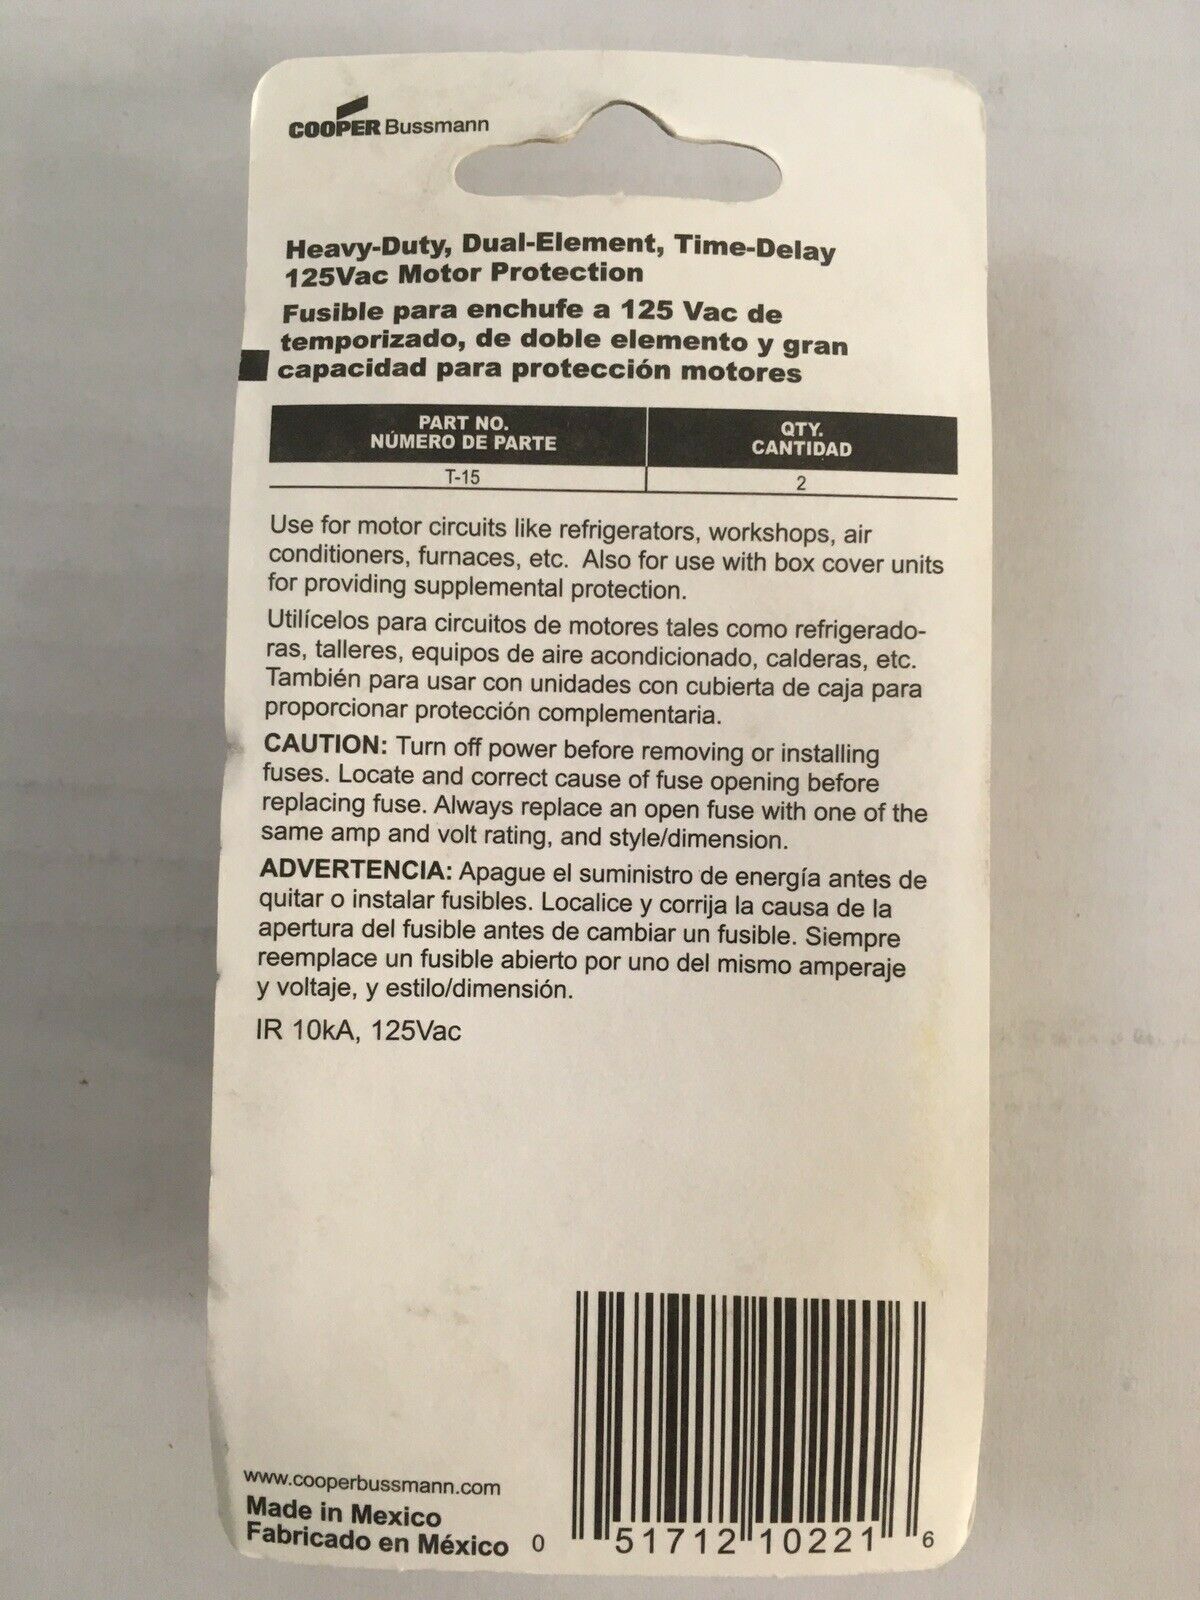 COOPER Bussmann
Heavy-Duty, Dual-Element, Time-Delay
125Vac Motor Protection
Fusible para enchufe a 125 Vac de
temporizado, de doble elemento y gran
capacidad para protección motores
PART NO. QTY.
NÚMERO DE PARTE CANTIDAD
T-15 2
Use for motor circuits like refrigerators, workshops, air
conditioners, furnaces, etc. Also for use with box cover units
for providing supplemental protection.
Utilícelos para circuitos de motores tales como refrigerado-
ras, talleres, equipos de aire acondicionado, calderas, etc.
También para usar con unidades con cubierta de caja para
proporcionar protección complementaria.
CAUTION: Turn off power before removing or installing
fuses. Locate and correct cause of fuse opening before
replacing fuse. Always replace an open fuse with one of the
same amp and volt rating, and style/dimension.
ADVERTENCIA: Apague el suministro de energía antes de
quitar o instalar fusibles. Localice y corrija la causa de la
apertura del fusible antes de cambiar un fusible. Siempre
reemplace un fusible abierto por uno del mismo amperaje
y voltaje, y estilo/dimensión.
IR 10kA, 125Vac
www.cooperbussmann.com
Made in Mexico
Fabricado en México
0 51712 10221 6